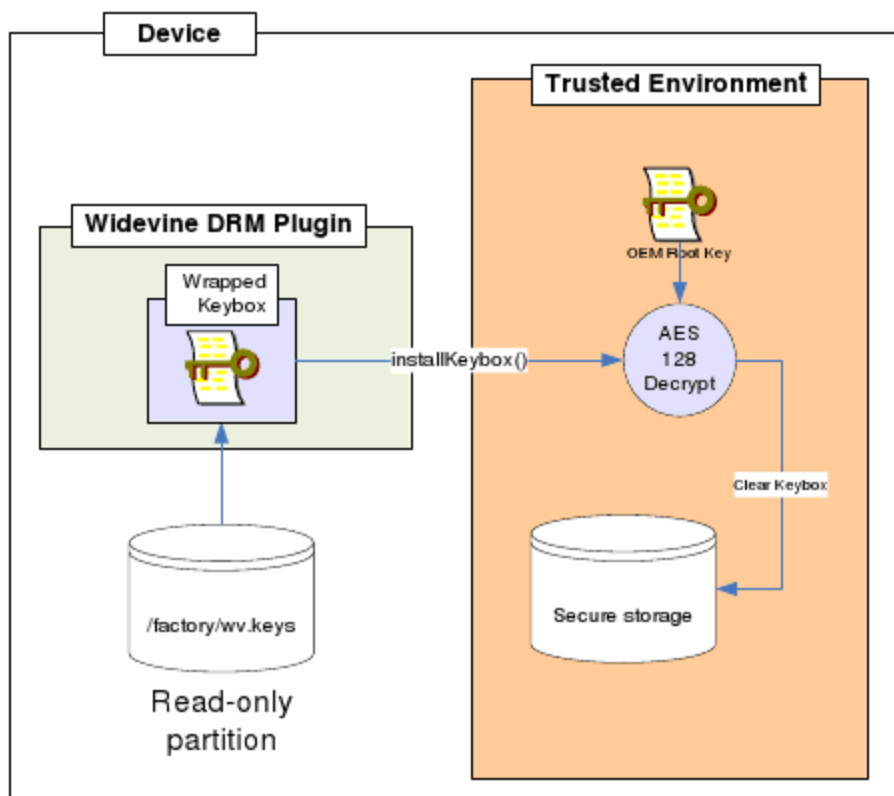 Device
Trusted Environment
OEM Root Key
Widevine DRM Plugin
Wrapped
Keybox
installKeybox()
AES
128
Decrypt
Clear Keybox
/factory/wv.keys
Secure storage
Read-only
partition